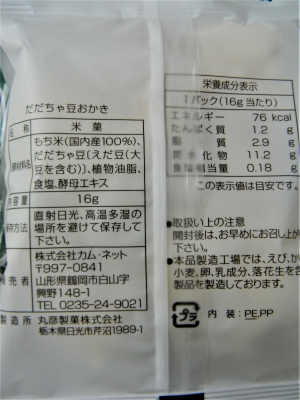 だだちゃ豆おかき
名称 米菓
原材料名 もち米(国内産100%)、
だだちゃ豆(えだ豆(大
豆を含む))、植物油脂、
食塩、酵母エキス
内容量 16g
保存方法 直射日光、高温多湿の
場所を避けて保存して
下さい。
販売者 株式会社カム・ネット
〒997-0841
山形県鶴岡市白山字
興野148-1
TEL 0235-24-9021
製造所 丸彦製菓株式会社
栃木県日光市芹沼1989-1
栄養成分表示
1パック(16g当たり)
エネルギー 76 kcal
たんぱく質 1.2 g
脂質 2.9 g
炭水化物 11.2 g
食塩相当量 0.18 g
この表示値は目安です。
●取扱い上の注意
開封後は、お早めにお召し上が
下さい。
●本品製造工場では、えび、か
小麦、卵、乳成分、落花生を含
製品を製造しております。
プラ
内 装:PE,PP